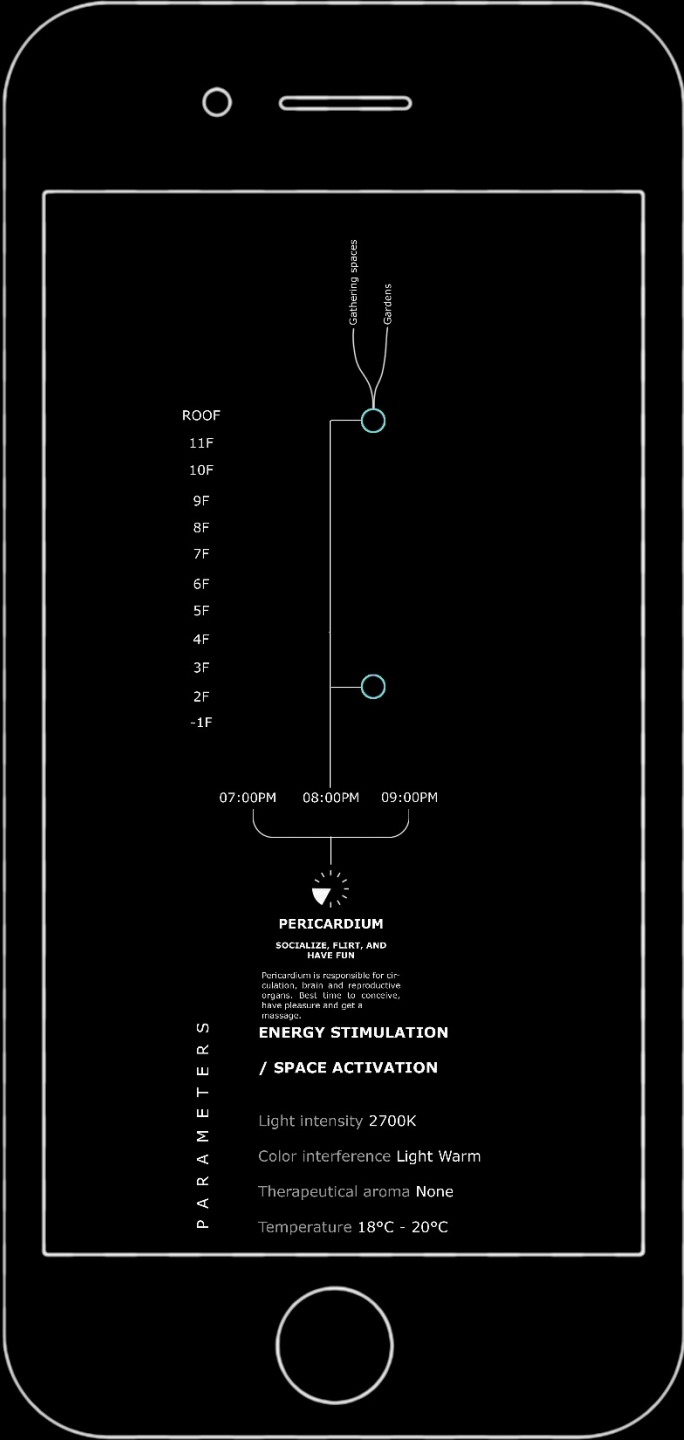 Gathering spaces
Gardens
ROOF
11F
10F
9F
8F
7F
6F
5F
4F
3F
2F
-1F
07:00PM 08:00PM 09:00PM
PERICARDIUM
SOCIALIZE, FLIRT, AND
HAVE FUN
Pericardium is responsible for cir-
culation, brain and reproductive
organs. Best time to conceive,
have pleasure and get a
massage.
PARAMETERS
ENERGY STIMULATION
/ SPACE ACTIVATION
Light intensity 2700K
Color interference Light Warm
Therapeutical aroma None
Temperature 18°C - 20°C